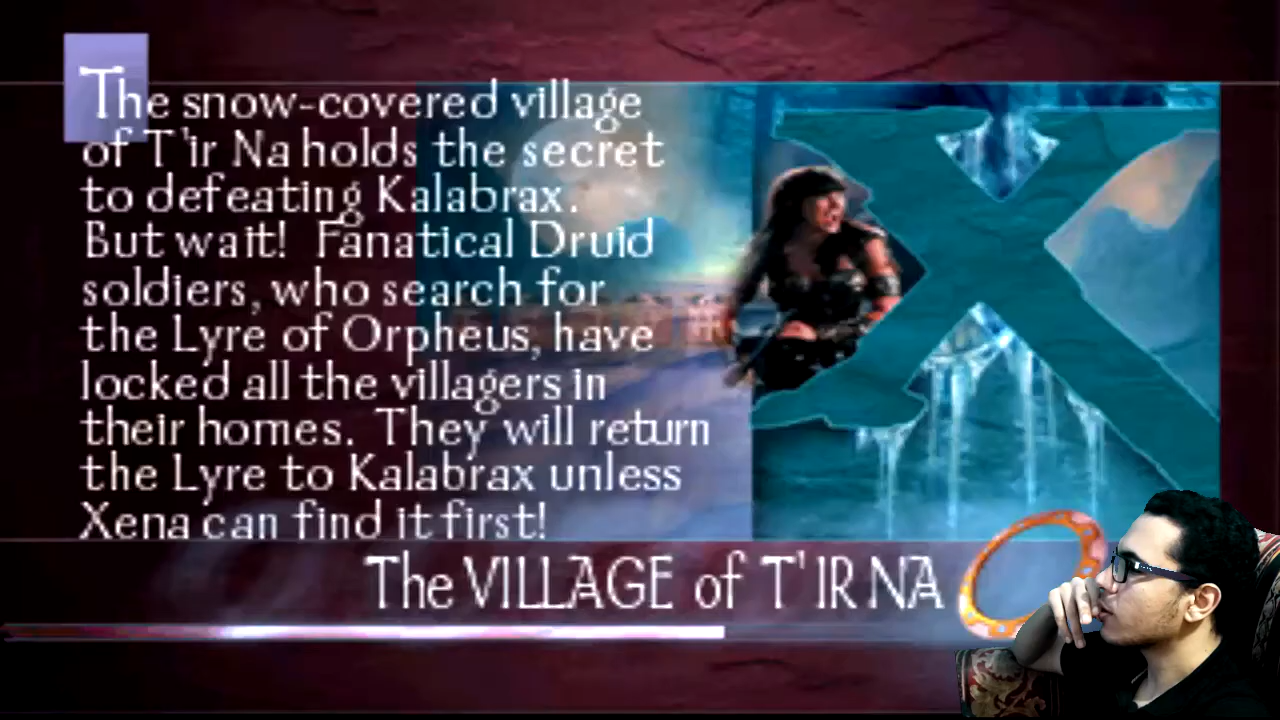 The snow-covered village
of T'ir Na holds the secret
to defeating Kalabrax.
But wait! Fanatical Druid
soldiers, who search for
the Lyre of Orpheus, have
locked all the villagers in
their homes. They will return
the Lyre to Kalabrax unless
Xena can find it first!
The VILLAGE of T'IR NA